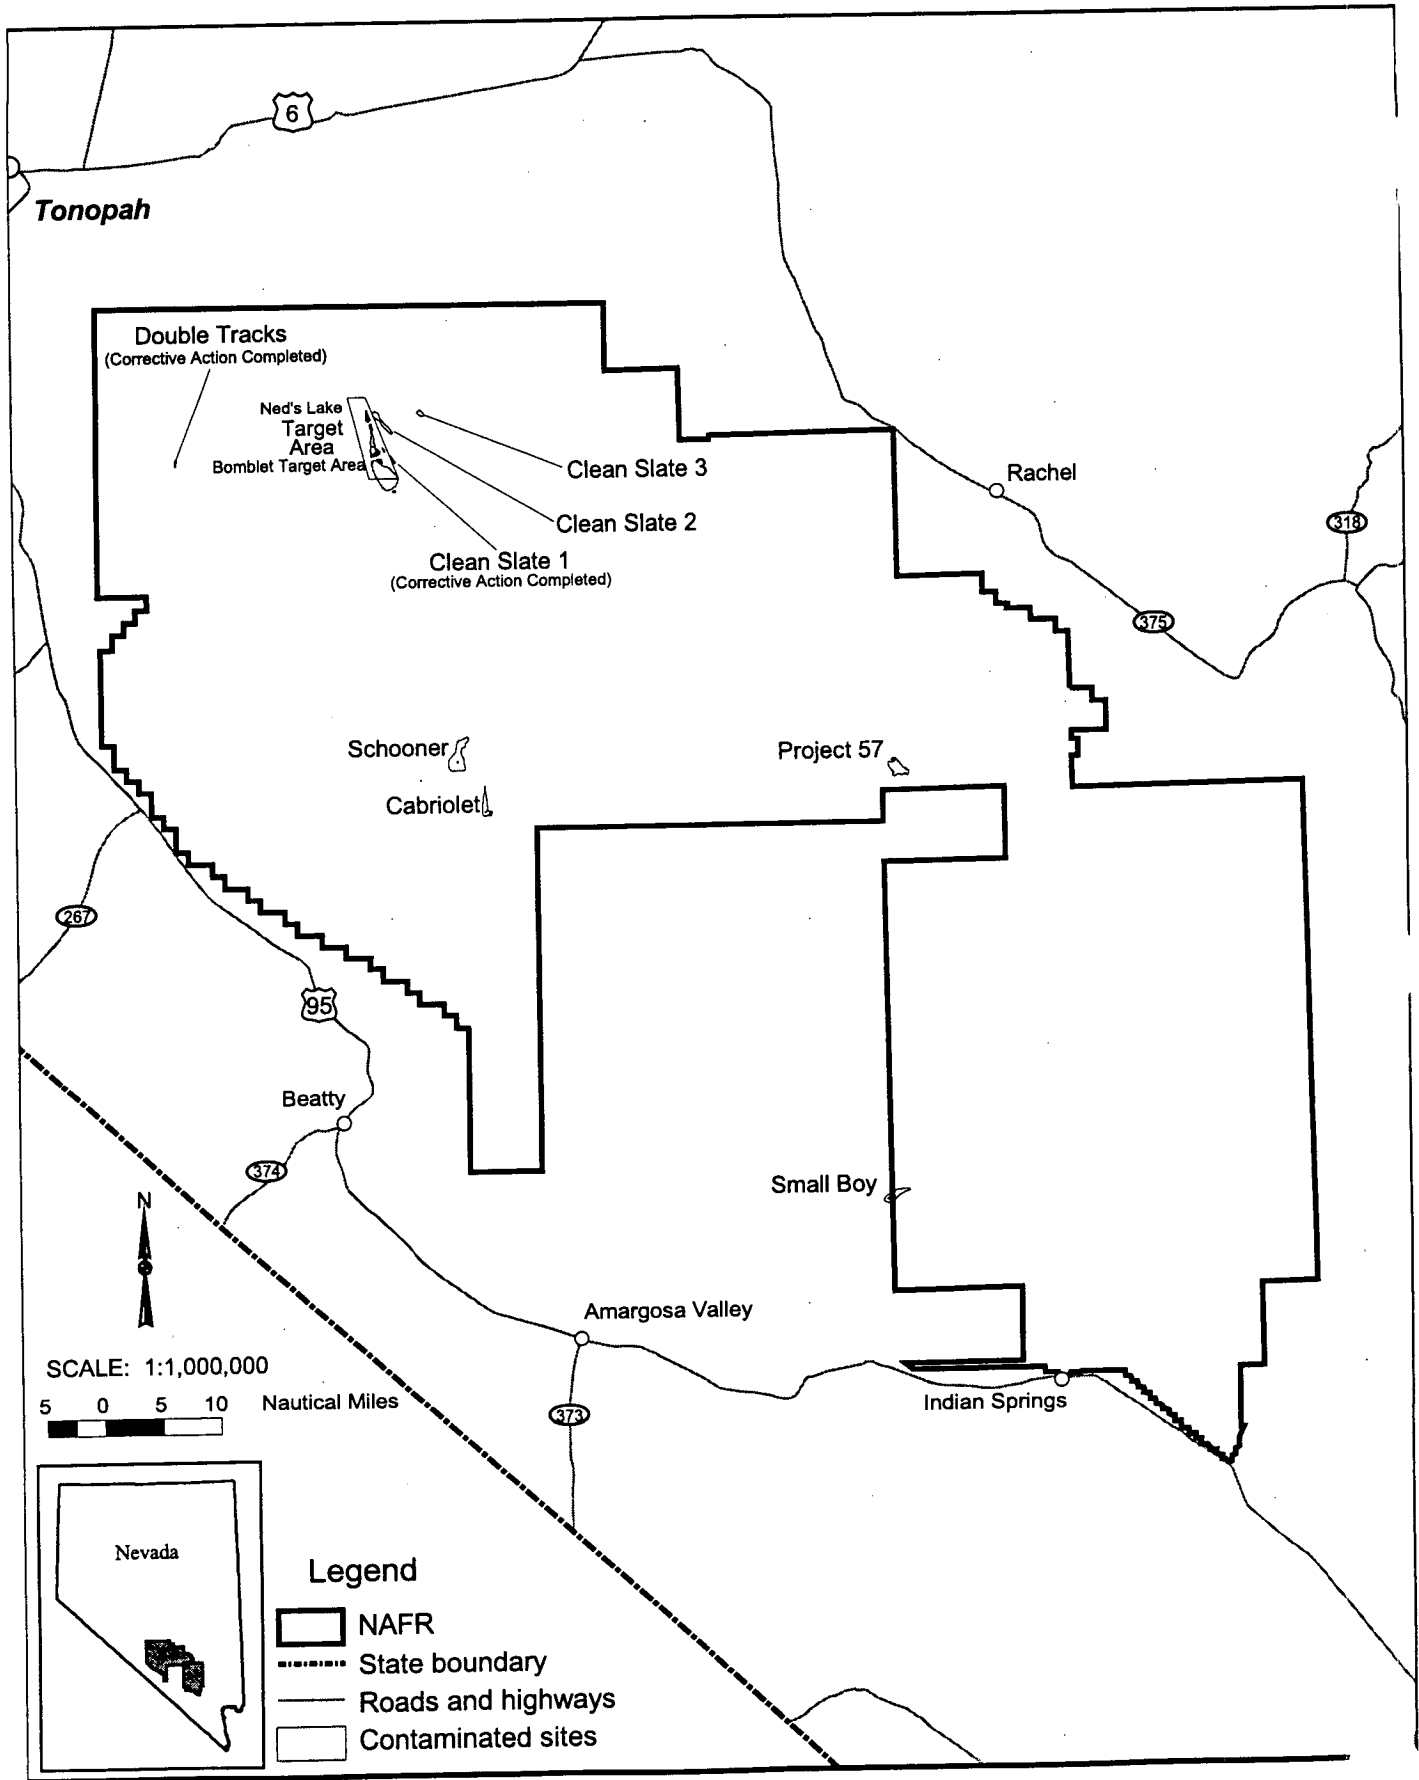 6
Tonopah
Double Tracks
(Corrective Action Completed)
Ned's Lake
Target
Area
Bomblet Target Area
Clean Slate 3
Clean Slate 2
Clean Slate 1
(Corrective Action Completed)
Rachel
318
375
Schooner
Project 57
Cabriolet
267
95
Beatty
374
Small Boy
N
Amargosa Valley
SCALE: 1:1,000,000
5 0 5 10 Nautical Miles
373
Indian Springs
Nevada
Legend
NAFR
State boundary
Roads and highways
Contaminated sites